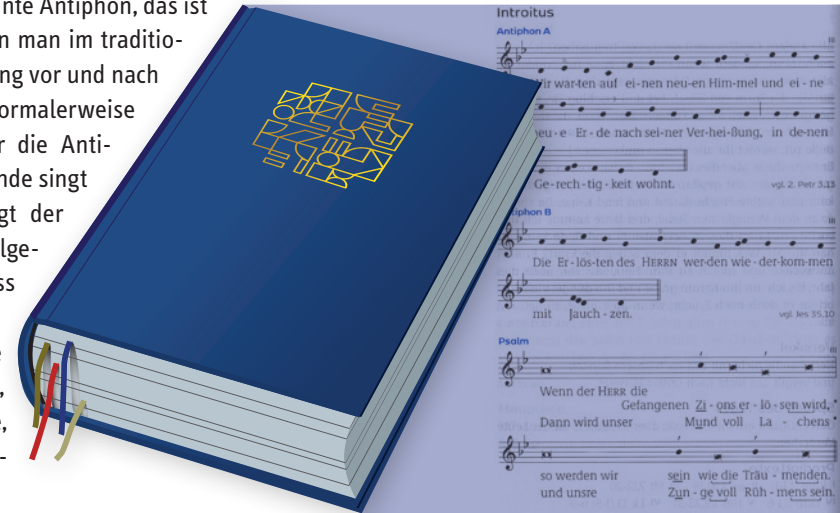 nte Antiphon, das ist
n man im traditio-
ng vor und nach
ormalerweise
r die Anti-
nde singt
gt der
lge-
ss
e
,
e,
-
Introitus
Antiphon A
III
Wir war-ten auf ei-nen neu-en Him-mel und ei-ne
neu-e Er-de nach sei-ner Ver-hei-ßung, in de-nen
Ge-rech-tig-keit wohnt. vgl. 2. Petr 3,13
Antiphon B
III
Die Er-lös-ten des HERRN wer-den wie-der-kom-men
mit Jauch-zen. vgl. Jes 35,10
Psalm
III
Wenn der HERR die
Gefangenen Zi-ons er-lö-sen wird, *
Dann wird unser Mund voll La-chens *
so werden wir sein wie die Träu-menden.
und unsre Zun-ge voll Rüh-mens sein.